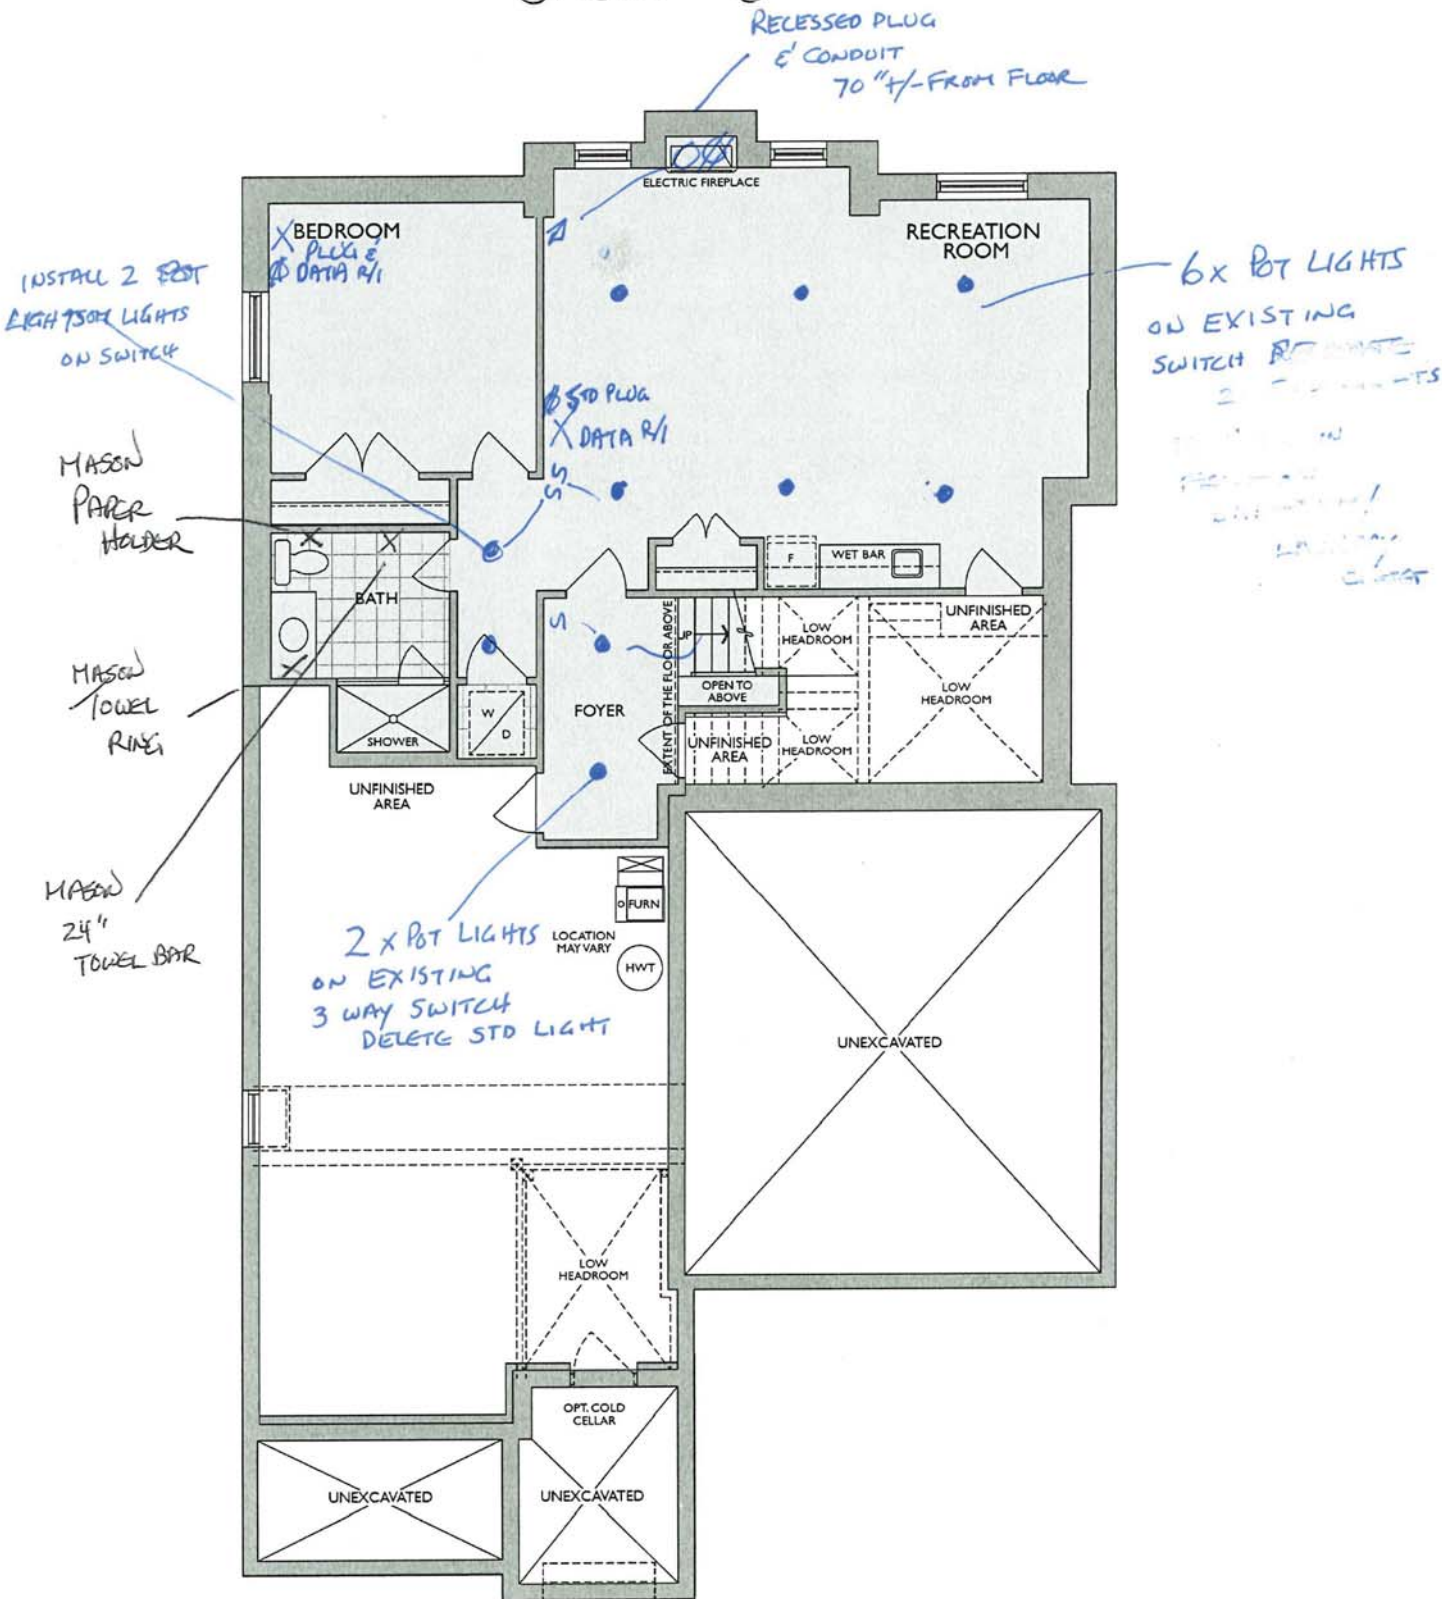 RECESSED PLUG
& CONDUIT
70"+/- FROM FLOOR
ELECTRIC FIREPLACE
BEDROOM
PLUG &
DATA R/I
RECREATION
ROOM
INSTALL 2
LIGHTS
ON SWITCH
6x POT LIGHTS
ON EXISTING
SWITCH
STD PLUG
DATA R/I
S
S
MASON
PAPER
HOLDER
F
WET BAR
BATH
S
UP
EXTENT OF THE FLOOR ABOVE
LOW
HEADROOM
UNFINISHED
AREA
MASON
TOWEL
RING
OPEN TO
ABOVE
LOW
HEADROOM
W
D
FOYER
SHOWER
UNFINISHED
AREA
LOW
HEADROOM
UNFINISHED
AREA
MASON
24"
TOWEL BAR
FURN
2 x POT LIGHTS
ON EXISTING
3 WAY SWITCH
DELETE STD LIGHT
LOCATION
MAY VARY
HWT
UNEXCAVATED
LOW
HEADROOM
OPT. COLD
CELLAR
UNEXCAVATED
UNEXCAVATED